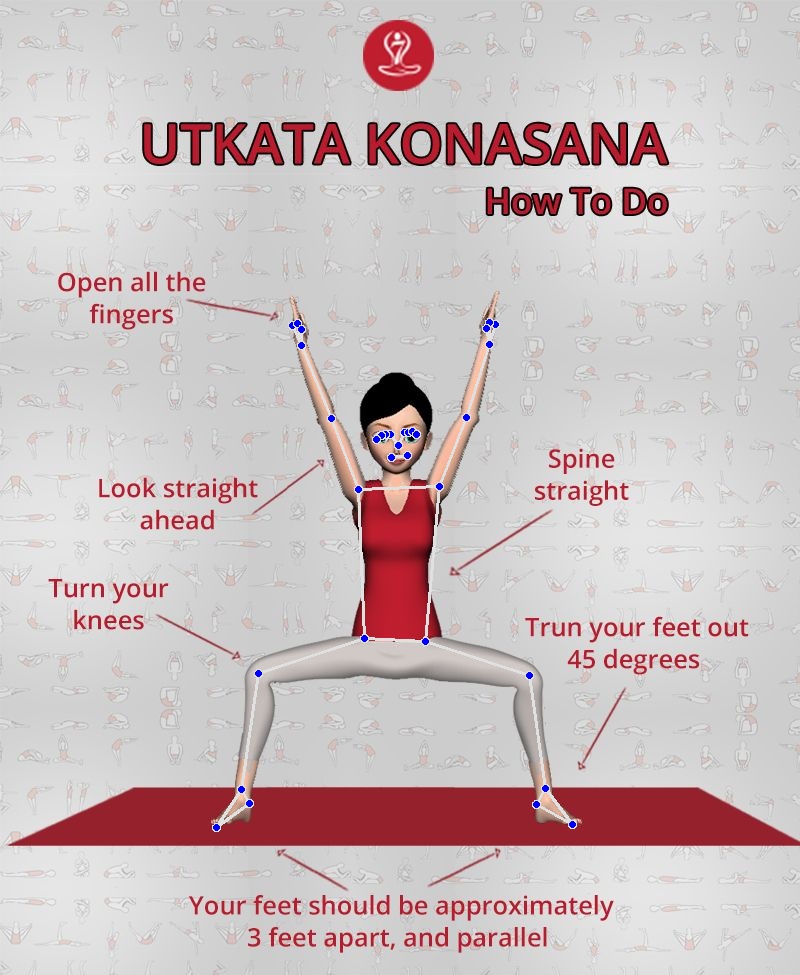 UTKATA KONASANA
How To Do
Open all the
fingers
Look straight
ahead
Spine
straight
Turn your
knees
Trun your feet out
45 degrees
Your feet should be approximately
3 feet apart, and parallel